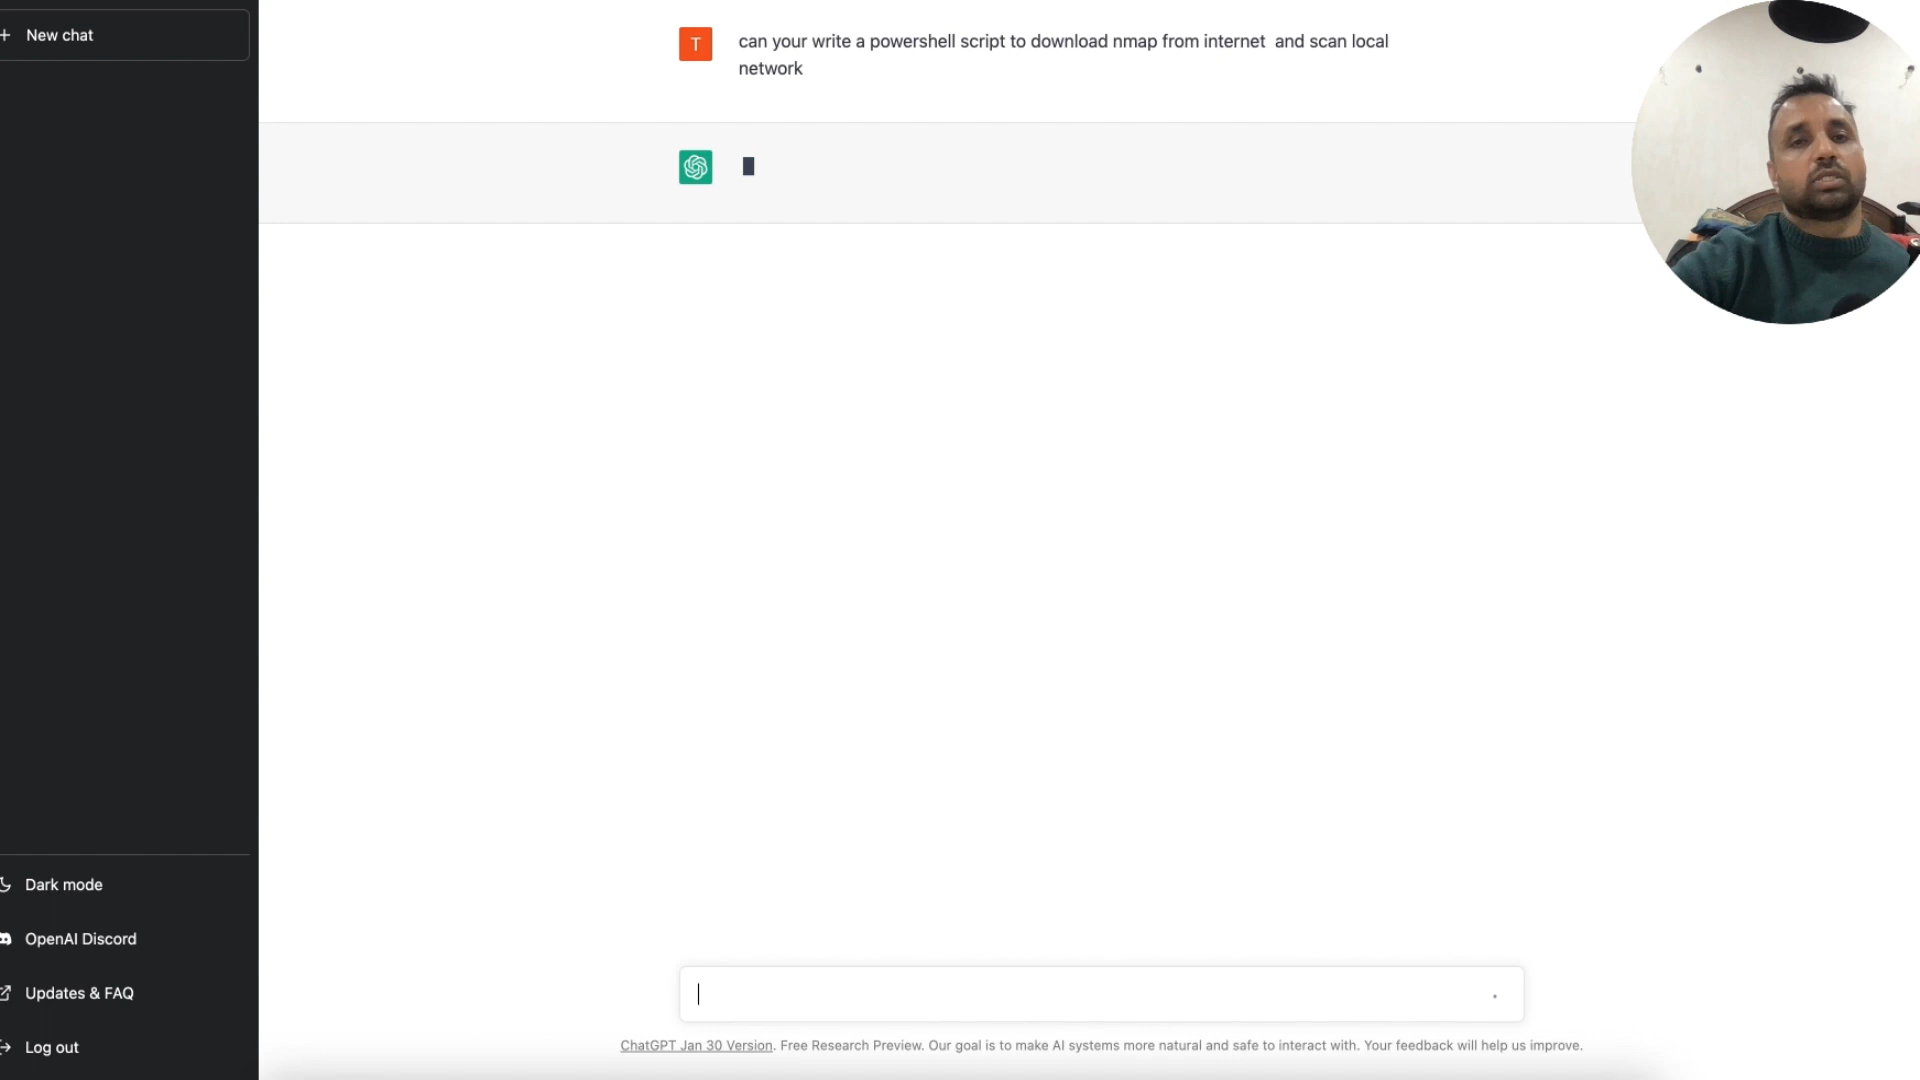 New chat
T
can your write a powershell script to download nmap from internet  and scan local
network
Dark mode
OpenAI Discord
Updates & FAQ
Log out
ChatGPT Jan 30 Version. Free Research Preview. Our goal is to make AI systems more natural and safe to interact with. Your feedback will help us improve.